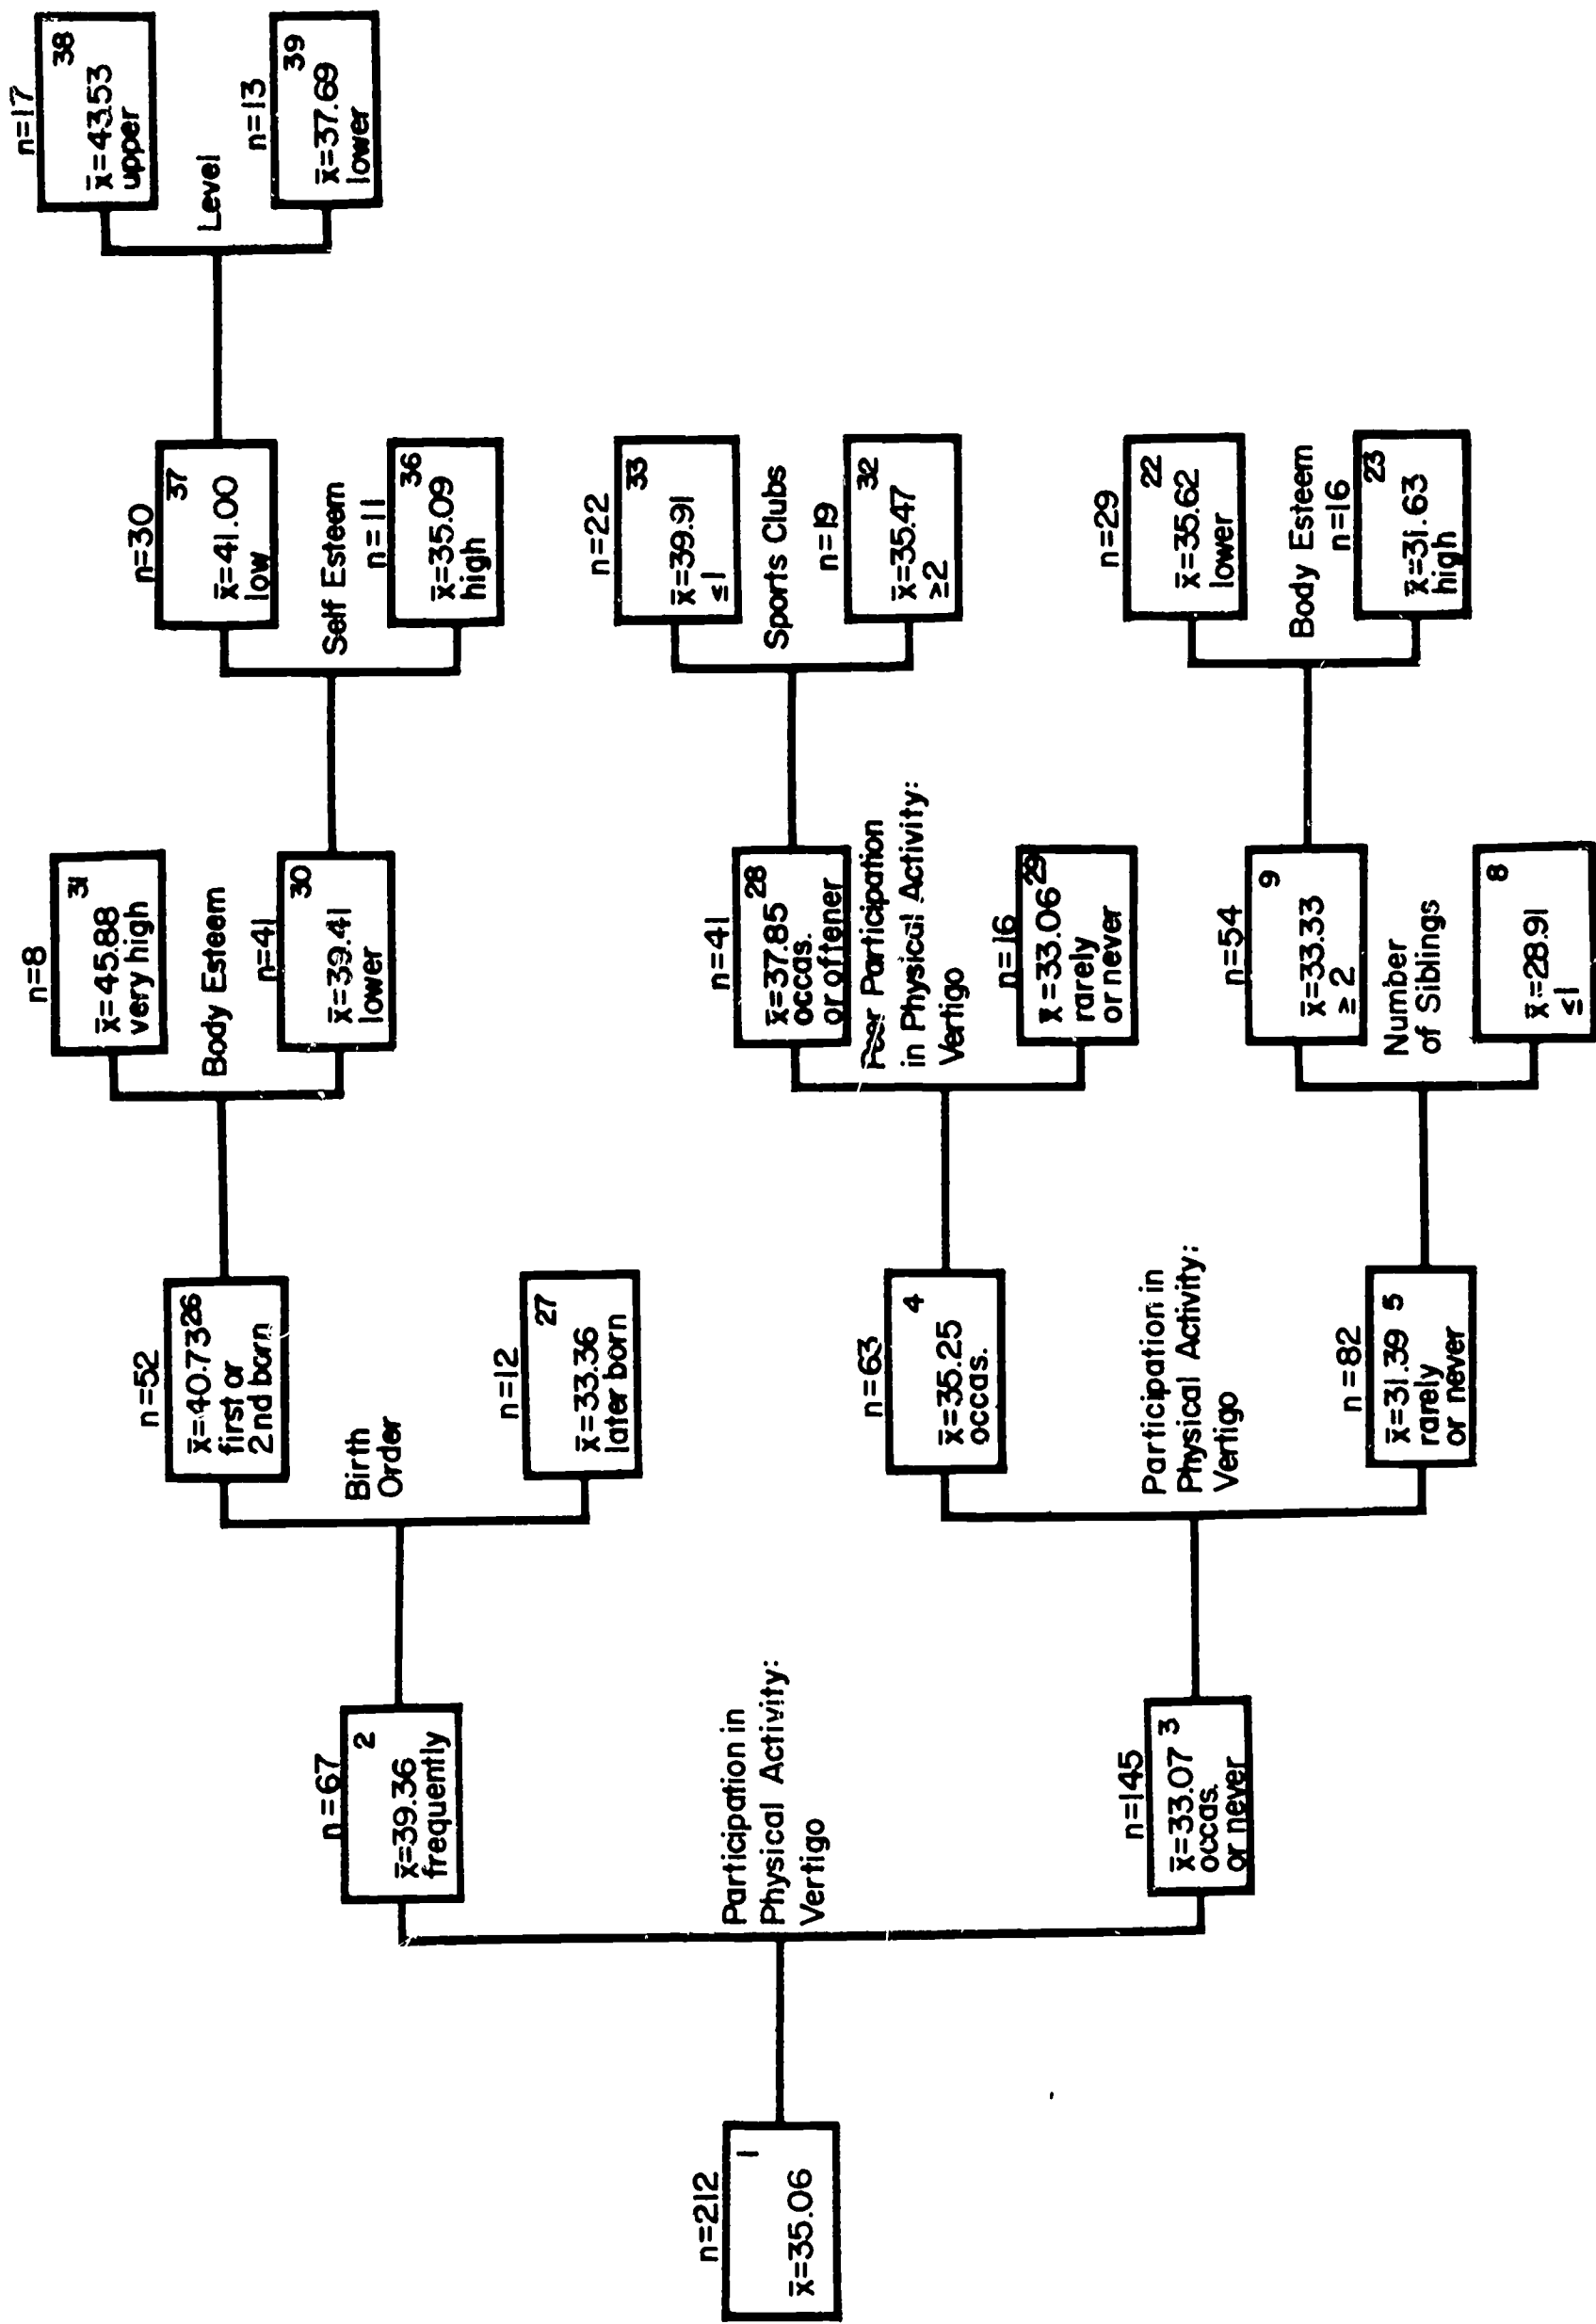 n=212
1
x̄=35.06
Participation in
Physical Activity:
Vertigo
n=67
2
x̄=39.36
frequently
n=145
x̄=33.07 3
occas.
or never
Birth
Order
n=52
x̄=40.73 26
first or
2nd born
n=12
27
x̄=33.36
later born
Participation in
Physical Activity:
Vertigo
n=63
4
x̄=35.25
occas.
n=82
x̄=31.39 5
rarely
or never
Body Esteem
n=8
31
x̄=45.88
very high
n=41
30
x̄=39.41
lower
Peer Participation
in Physical Activity:
Vertigo
n=41
28
x̄=37.85
occas.
or oftener
n=16
29
x̄=33.06
rarely
or never
Number
of Siblings
n=54
9
x̄=33.33
≥2
8
x̄=28.91
≤1
Self Esteem
n=30
37
x̄=41.00
low
n=11
36
x̄=35.09
high
Sports Clubs
n=22
33
x̄=39.91
≤1
n=19
32
x̄=35.47
≥2
Body Esteem
n=29
22
x̄=35.62
lower
n=16
23
x̄=31.63
high
Level
n=17
38
x̄=43.53
upper
n=13
39
x̄=37.69
lower